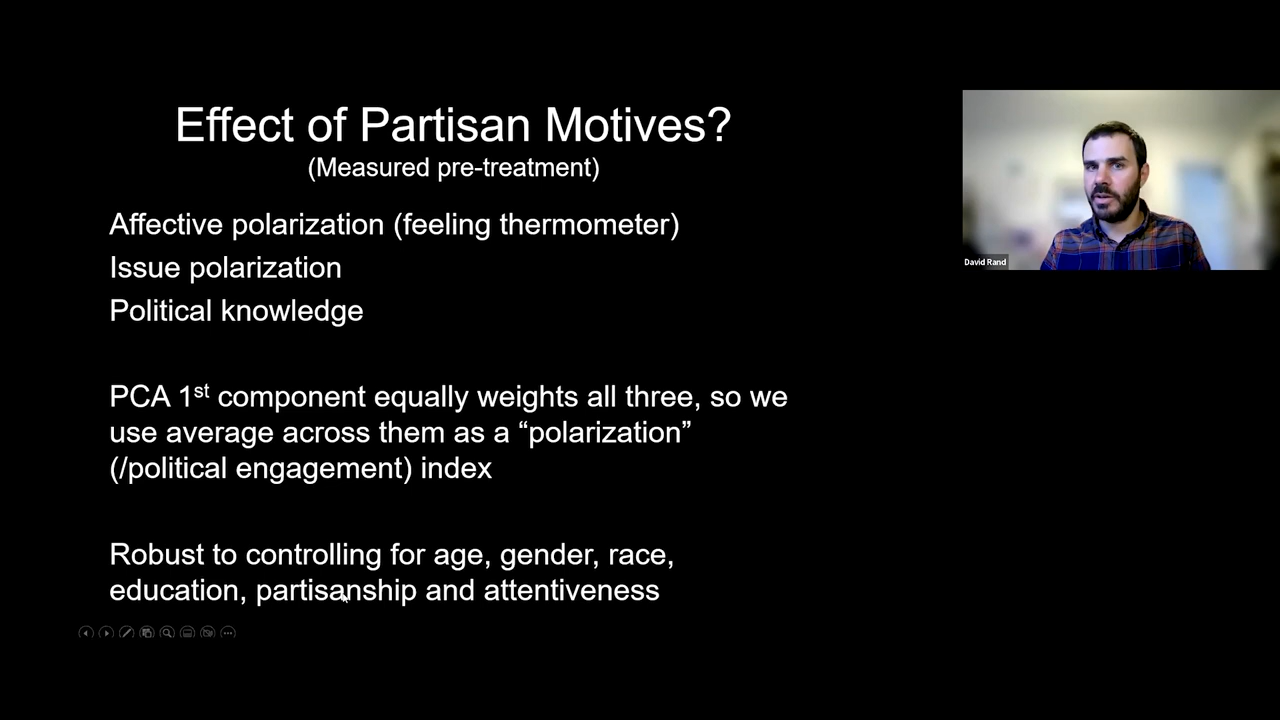 Effect of Partisan Motives?
(Measured pre-treatment)
Affective polarization (feeling thermometer)
Issue polarization
Political knowledge
PCA 1st component equally weights all three, so we
use average across them as a “polarization”
(/political engagement) index
Robust to controlling for age, gender, race,
education, partisanship and attentiveness
David Rand